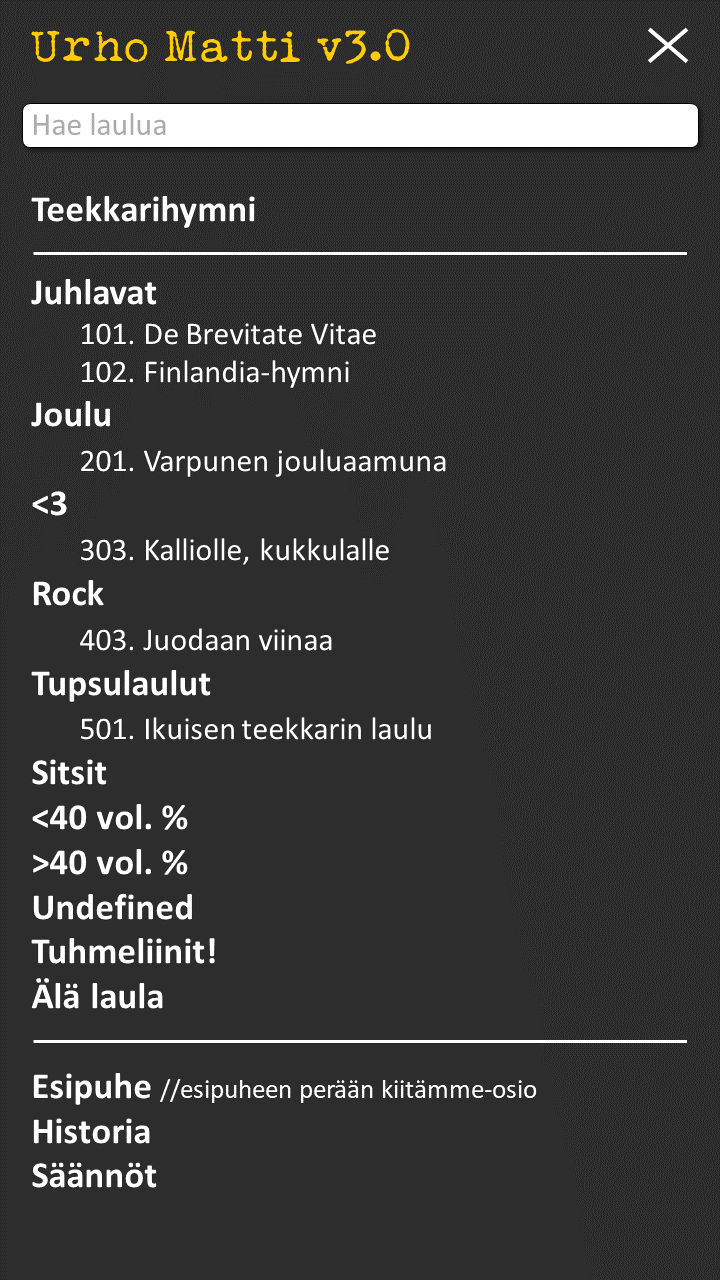 Urho Matti v3.0
Hae laulua
Teekkarihymni
Juhlavat
101. De Brevitate Vitae
102. Finlandia-hymni
Joulu
201. Varpunen jouluaamuna
<3
303. Kalliolle, kukkulalle
Rock
403. Juodaan viinaa
Tupsulaulut
501. Ikuisen teekkarin laulu
Sitsit
<40 vol. %
>40 vol. %
Undefined
Tuhmeliinit!
Älä laula
Esipuhe //esipuheen perään kiitämme-osio
Historia
Säännöt